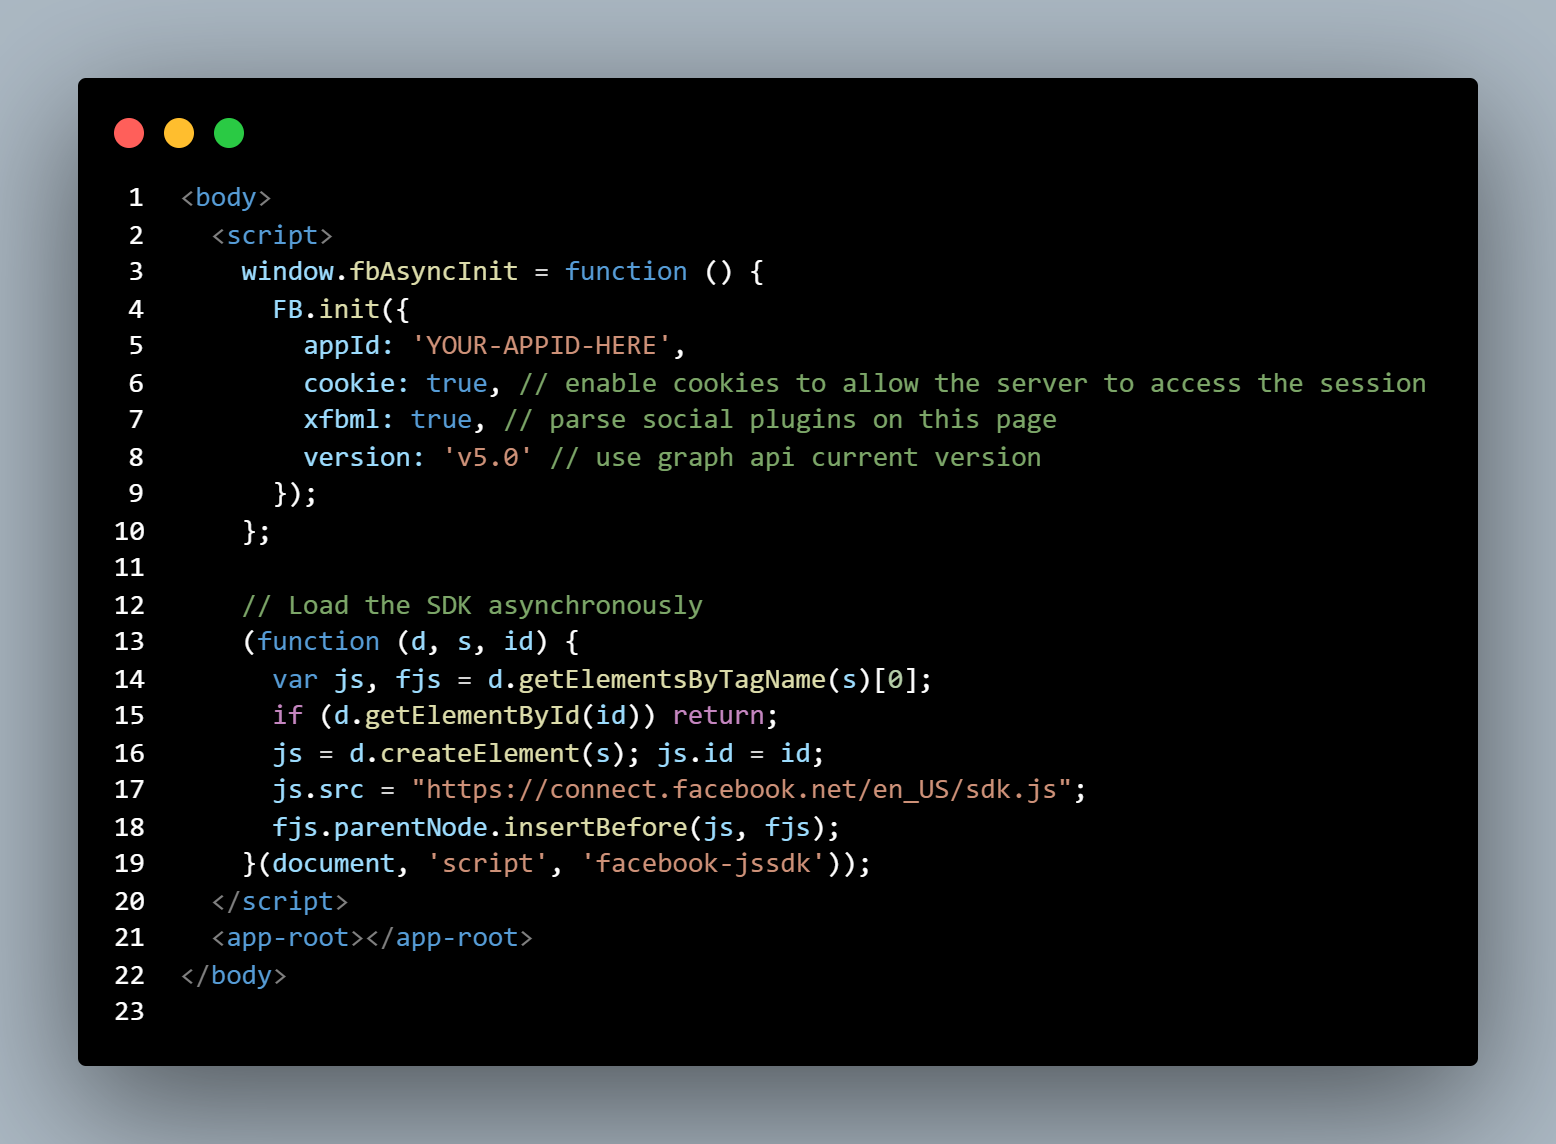 1 <body>
2   <script>
3     window.fbAsyncInit = function () {
4       FB.init({
5         appId: 'YOUR-APPID-HERE',
6         cookie: true, // enable cookies to allow the server to access the session
7         xfbml: true, // parse social plugins on this page
8         version: 'v5.0' // use graph api current version
9       });
10     };
11
12     // Load the SDK asynchronously
13     (function (d, s, id) {
14       var js, fjs = d.getElementsByTagName(s)[0];
15       if (d.getElementById(id)) return;
16       js = d.createElement(s); js.id = id;
17       js.src = "https://connect.facebook.net/en_US/sdk.js";
18       fjs.parentNode.insertBefore(js, fjs);
19     }(document, 'script', 'facebook-jssdk'));
20   </script>
21   <app-root></app-root>
22 </body>
23